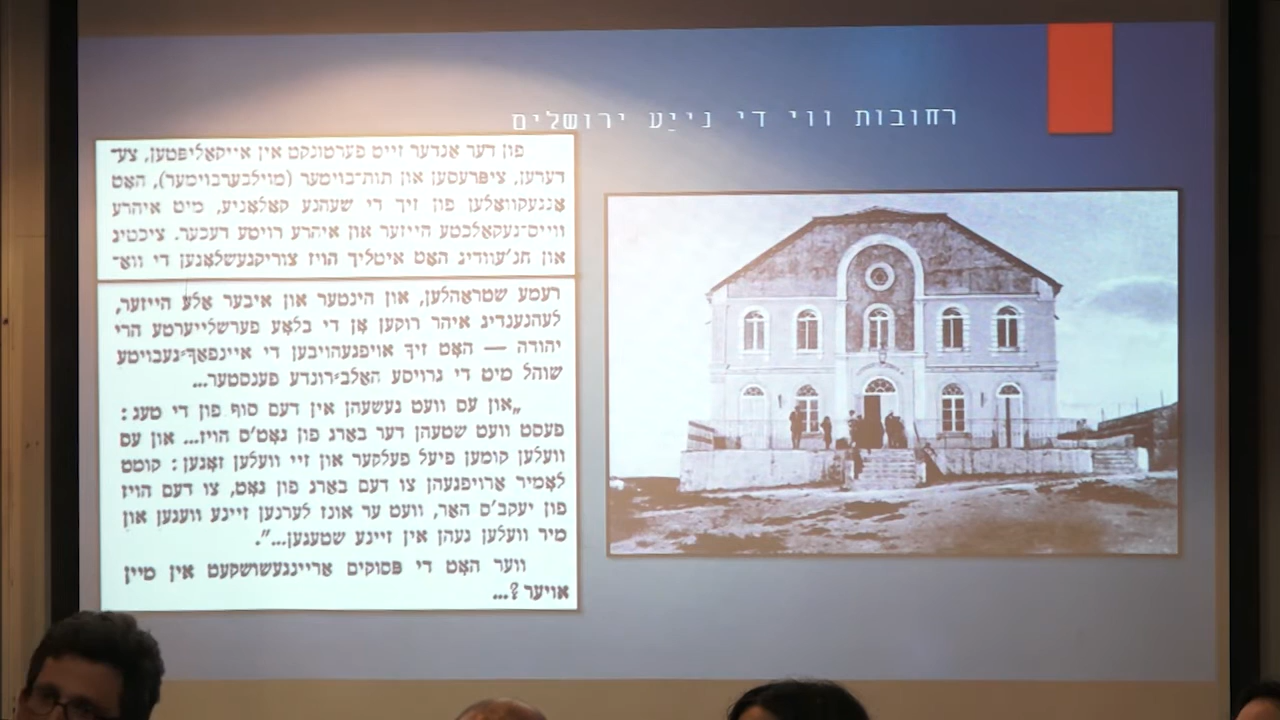 רחובות ווי די נייַע ירושלים
פון דער אַנדער זייט פערטונקט אין אייקאַליפּטען, צע־
דערען, ציפּרעסען און תות־בוימער (מוילבערבוימער), האָט
אָנגעקוואָלען פון זיך די שעהנע קאָלאָניע, מיט איהרע
ווייס־געקאַלכטע הייזער און איהרע רויטע דעכער. ציכטיג
און חנ'עוודיג האָט איטליך הויז צוריקגעשלאָגען די וואַ־
רעמע שטראַהלען, און הינטער און איבער אַלע הייזער,
לעהנענדיג איהר רוקען אָן די בלאָע פערשלייערטע הרי
יהודה — האָט זיך אויפגעהויבען די איינפאַך־געבויטע
שוהל מיט די גרויסע האַלב־רונדע פענסטער...
„און עס וועט געשעהן אין דעם סוף פון די טעג :
פעסט וועט שטעהן דער באַרג פון גאָט'ס הויז... און עס
וועלען קומען פיעל פעלקער און זיי וועלען זאָגען : קומט
לאָמיר אַרויפגעהן צו דעם באַרג פון גאָט, צו דעם הויז
פון יעקב'ס האַר, וועט ער אונז לערנען זיינע וועגען און
מיר וועלען געהן אין זיינע שטעגען...".
ווער האָט די פּסוקים אַריינגעשושקעט אין מיין
אויער ?...